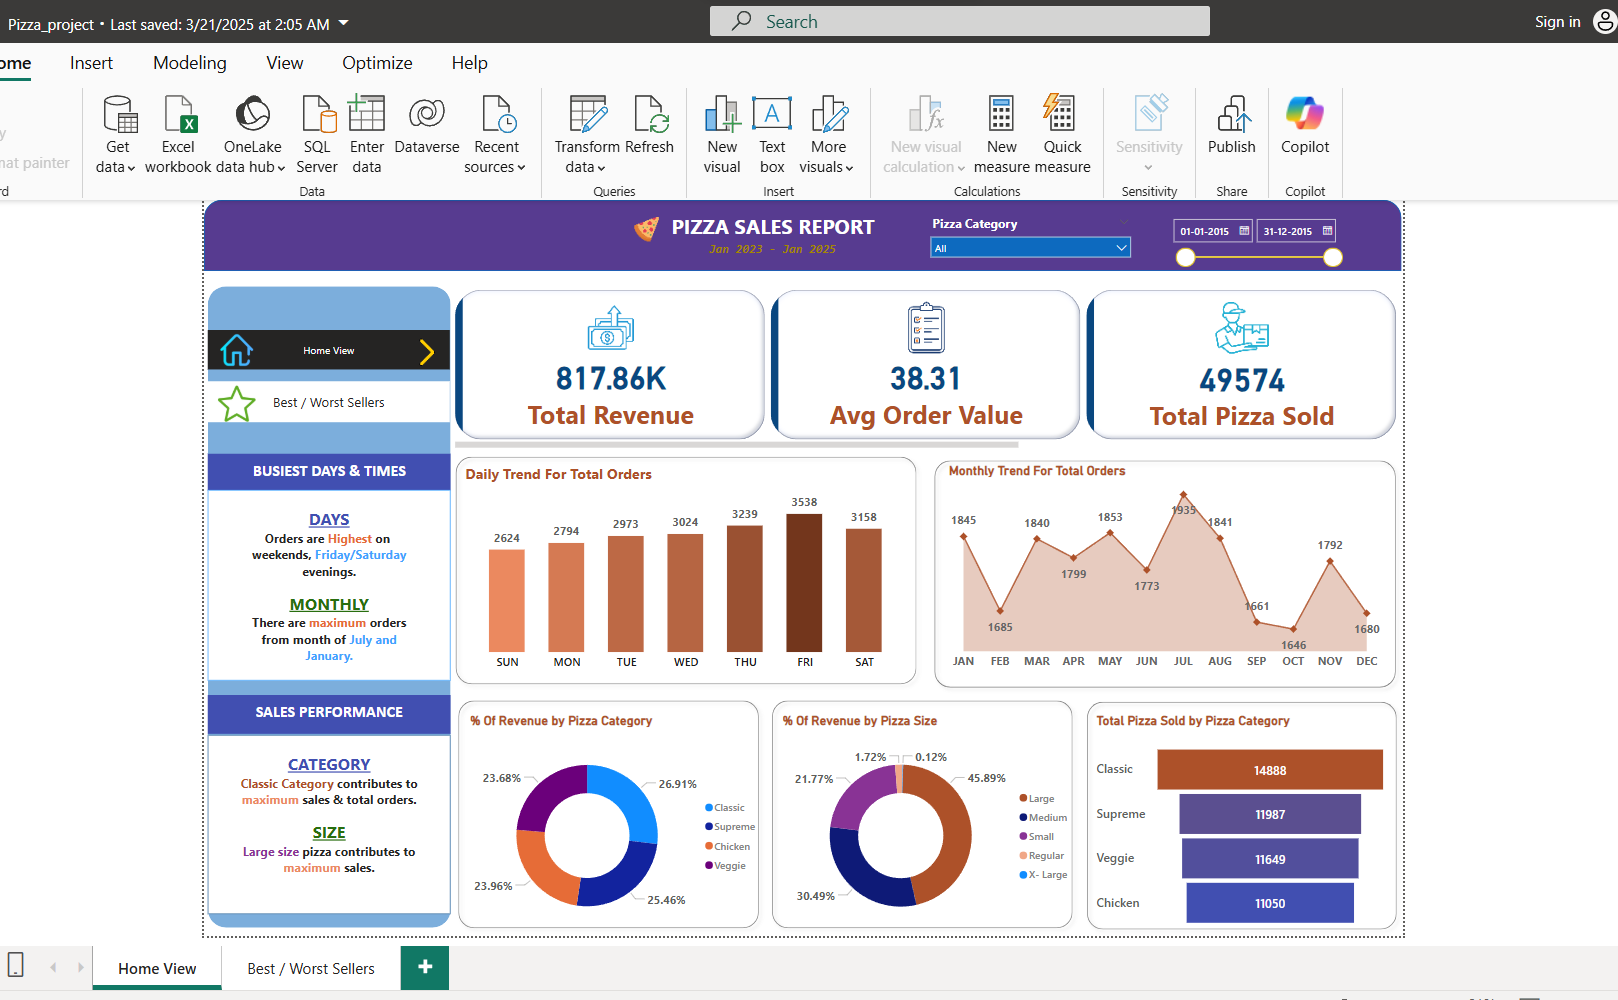 Pizza_project • Last saved: 3/21/2025 at 2:05 AM
Search
Sign in
ome
Insert
Modeling
View
Optimize
Help
y
mat painter
rd
Get
data
Excel
workbook
OneLake
data hub
SQL
Server
Enter
data
Dataverse
Recent
sources
Data
Transform
data
Refresh
Queries
New
visual
Text
box
More
visuals
Insert
New visual
calculation
New
measure
Quick
measure
Calculations
Sensitivity
Sensitivity
Publish
Share
Copilot
Copilot
PIZZA SALES REPORT
Jan 2023 - Jan 2025
Pizza Category
All
01-01-2015
31-12-2015
Home View
Best / Worst Sellers
BUSIEST DAYS & TIMES
DAYS
Orders are Highest on
weekends, Friday/Saturday
evenings.
MONTHLY
There are maximum orders
from month of July and
January.
SALES PERFORMANCE
CATEGORY
Classic Category contributes to
maximum sales & total orders.
SIZE
Large size pizza contributes to
maximum sales.
817.86K
Total Revenue
38.31
Avg Order Value
49574
Total Pizza Sold
Daily Trend For Total Orders
2624
2794
2973
3024
3239
3538
3158
SUN MON TUE WED THU FRI SAT
Monthly Trend For Total Orders
1845
1685
1840
1799
1853
1773
1935
1841
1661
1646
1792
1680
JAN FEB MAR APR MAY JUN JUL AUG SEP OCT NOV DEC
% Of Revenue by Pizza Category
23.68%
26.91%
23.96%
25.46%
Classic
Supreme
Chicken
Veggie
% Of Revenue by Pizza Size
1.72%
0.12%
21.77%
45.89%
30.49%
Large
Medium
Small
Regular
X- Large
Total Pizza Sold by Pizza Category
Classic 14888
Supreme 11987
Veggie 11649
Chicken 11050
Home View
Best / Worst Sellers